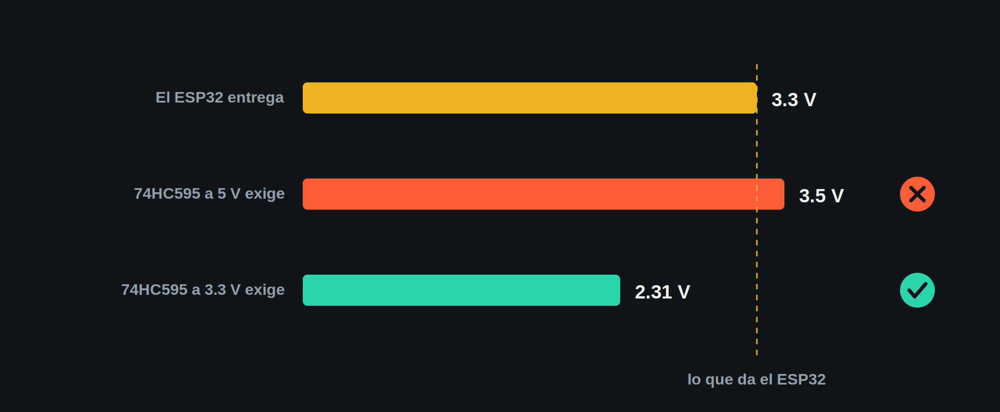 El ESP32 entrega
3.3 V
74HC595 a 5 V exige
3.5 V
74HC595 a 3.3 V exige
2.31 V
lo que da el ESP32